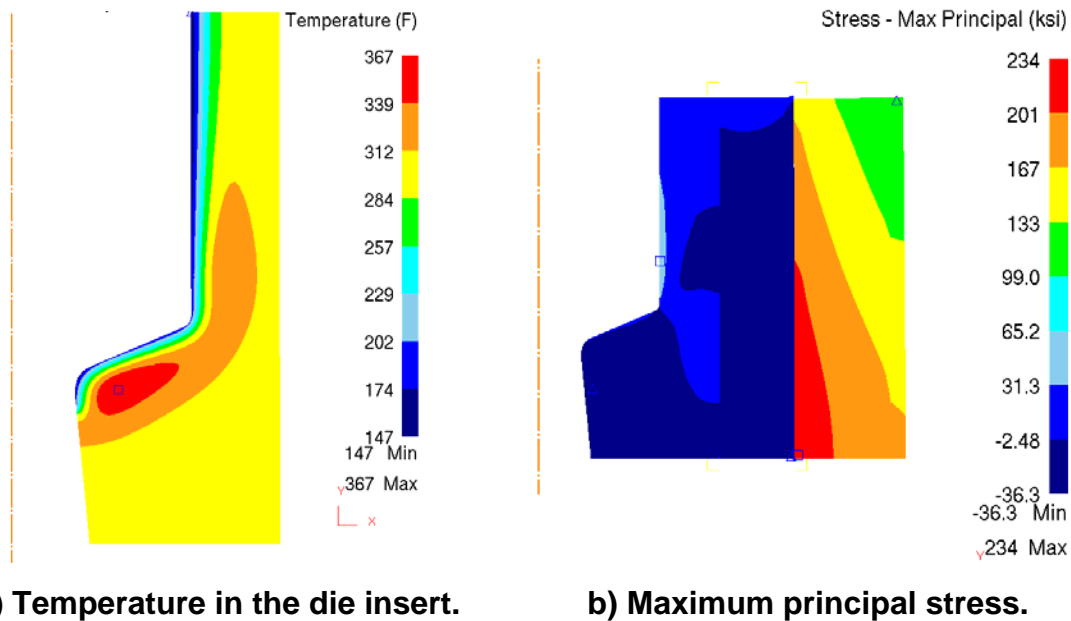 Temperature (F)
367
339
312
284
257
229
202
174
147
147 Min
367 Max
Y
X
Stress - Max Principal (ksi)
234
201
167
133
99.0
65.2
31.3
-2.48
-36.3
-36.3 Min
234 Max
Y
) Temperature in the die insert.
b) Maximum principal stress.